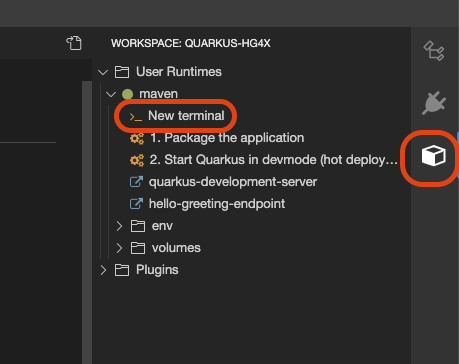 WORKSPACE: QUARKUS-HG4X
User Runtimes
maven
>_ New terminal
1. Package the application
2. Start Quarkus in devmode (hot deploy...
quarkus-development-server
hello-greeting-endpoint
env
volumes
Plugins